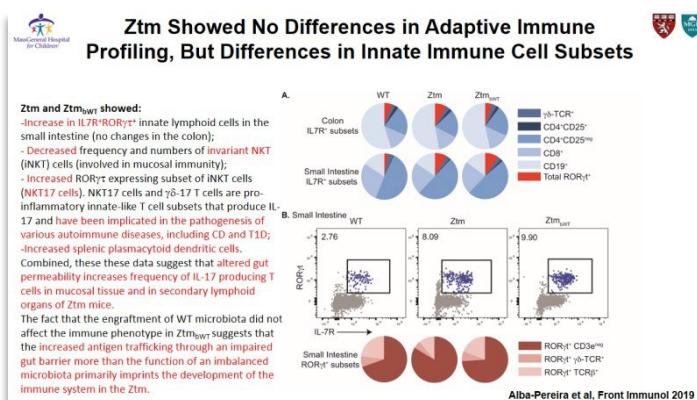 MassGeneral Hospital
for Children
Ztm Showed No Differences in Adaptive Immune
Profiling, But Differences in Innate Immune Cell Subsets
MGH
Ztm and ZtmbWT showed:
-Increase in IL7R⁺RORγτ⁺ innate lymphoid cells in the
small intestine (no changes in the colon);
- Decreased frequency and numbers of invariant NKT
(iNKT) cells (involved in mucosal immunity);
- Increased RORγτ expressing subset of iNKT cells
(NKT17 cells). NKT17 cells and γδ-17 T cells are pro-
inflammatory innate-like T cell subsets that produce IL-
17 and have been implicated in the pathogenesis of
various autoimmune diseases, including CD and T1D;
-Increased splenic plasmacytoid dendritic cells.
Combined, these these data suggest that altered gut
permeability increases frequency of IL-17 producing T
cells in mucosal tissue and in secondary lymphoid
organs of Ztm mice.
The fact that the engraftment of WT microbiota did not
affect the immune phenotype in ZtmbWT suggests that
the increased antigen trafficking through an impaired
gut barrier more than the function of an imbalanced
microbiota primarily imprints the development of the
immune system in the Ztm.
A.
WT
Ztm
ZtmbWT
Colon
IL7R⁺ subsets
Small Intestine
IL7R⁺ subsets
γδ-TCR⁺
CD4⁺CD25⁺
CD4⁺CD25neg
CD8⁺
CD19⁺
Total RORγt⁺
B. Small Intestine
WT
Ztm
ZtmbWT
2.76
8.09
9.90
RORγt
IL-7R
Small Intestine
RORγt⁺ subsets
RORγt⁺ CD3eneg
RORγt⁺ γδ-TCR⁺
RORγt⁺ TCRβ⁺
Alba-Pereira et al, Front Immunol 2019